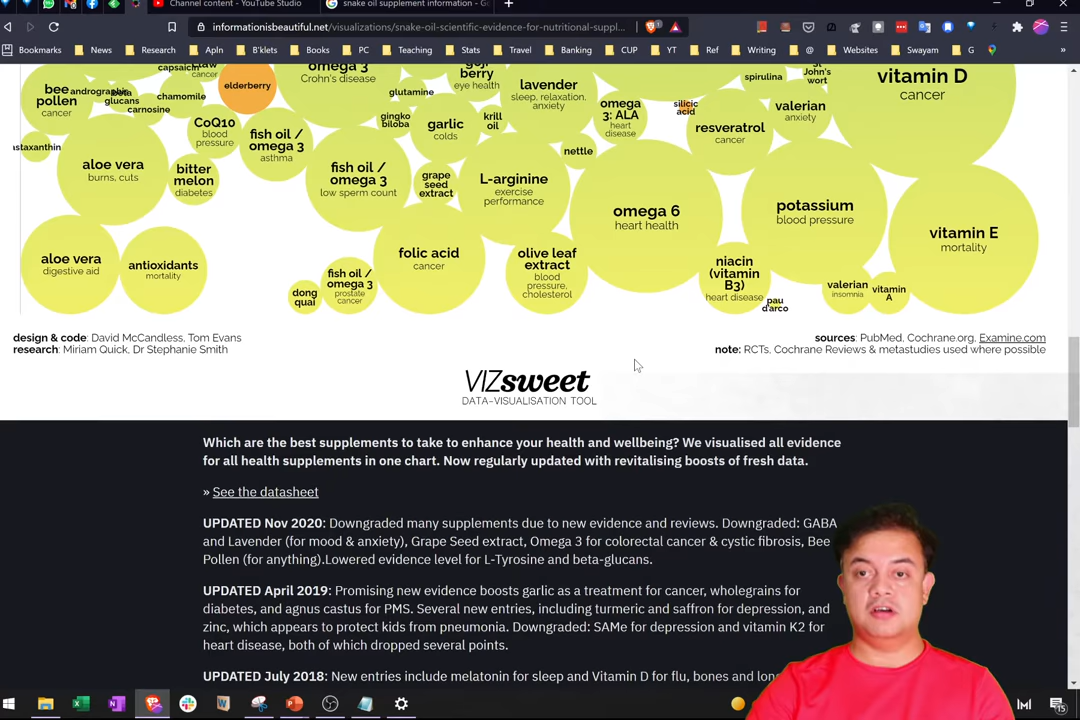 Channel content - YouTube Studio
snake oil supplement information - Go
informationisbeautiful.net/visualizations/snake-oil-scientific-evidence-for-nutritional-suppl...
Bookmarks
News
Research
Apln
B'klets
Books
PC
Teaching
Stats
Travel
Banking
CUP
YT
Ref
Writing
@
Websites
Swayam
G
bee
pollen
cancer
capsaicin
cancer
elderberry
chamomile
glucans
carnosine
omega 3
Crohn's disease
glutamine
berry
eye health
lavender
sleep, relaxation,
anxiety
omega
3: ALA
heart
disease
silicic
acid
spirulina
St.
John's
wort
valerian
anxiety
vitamin D
cancer
CoQ10
blood
pressure
fish oil /
omega 3
asthma
gingko
biloba
garlic
colds
krill
oil
resveratrol
cancer
nettle
aloe vera
burns, cuts
bitter
melon
diabetes
fish oil /
omega 3
low sperm count
grape
seed
extract
L-arginine
exercise
performance
omega 6
heart health
potassium
blood pressure
vitamin E
mortality
aloe vera
digestive aid
antioxidants
mortality
dong
quai
fish oil /
omega 3
prostate
cancer
folic acid
cancer
olive leaf
extract
blood
pressure,
cholesterol
niacin
(vitamin
B3)
heart disease
pau
d'arco
valerian
insomnia
vitamin
A
design & code: David McCandless, Tom Evans
research: Miriam Quick, Dr Stephanie Smith
sources: PubMed, Cochrane.org, Examine.com
note: RCTs, Cochrane Reviews & metastudies used where possible
VIZsweet
DATA-VISUALISATION TOOL
Which are the best supplements to take to enhance your health and wellbeing? We visualised all evidence
for all health supplements in one chart. Now regularly updated with revitalising boosts of fresh data.
» See the datasheet
UPDATED Nov 2020: Downgraded many supplements due to new evidence and reviews. Downgraded: GABA
and Lavender (for mood & anxiety), Grape Seed extract, Omega 3 for colorectal cancer & cystic fibrosis, Bee
Pollen (for anything).Lowered evidence level for L-Tyrosine and beta-glucans.
UPDATED April 2019: Promising new evidence boosts garlic as a treatment for cancer, wholegrains for
diabetes, and agnus castus for PMS. Several new entries, including turmeric and saffron for depression, and
zinc, which appears to protect kids from pneumonia. Downgraded: SAMe for depression and vitamin K2 for
heart disease, both of which dropped several points.
UPDATED July 2018: New entries include melatonin for sleep and Vitamin D for flu, bones and
15